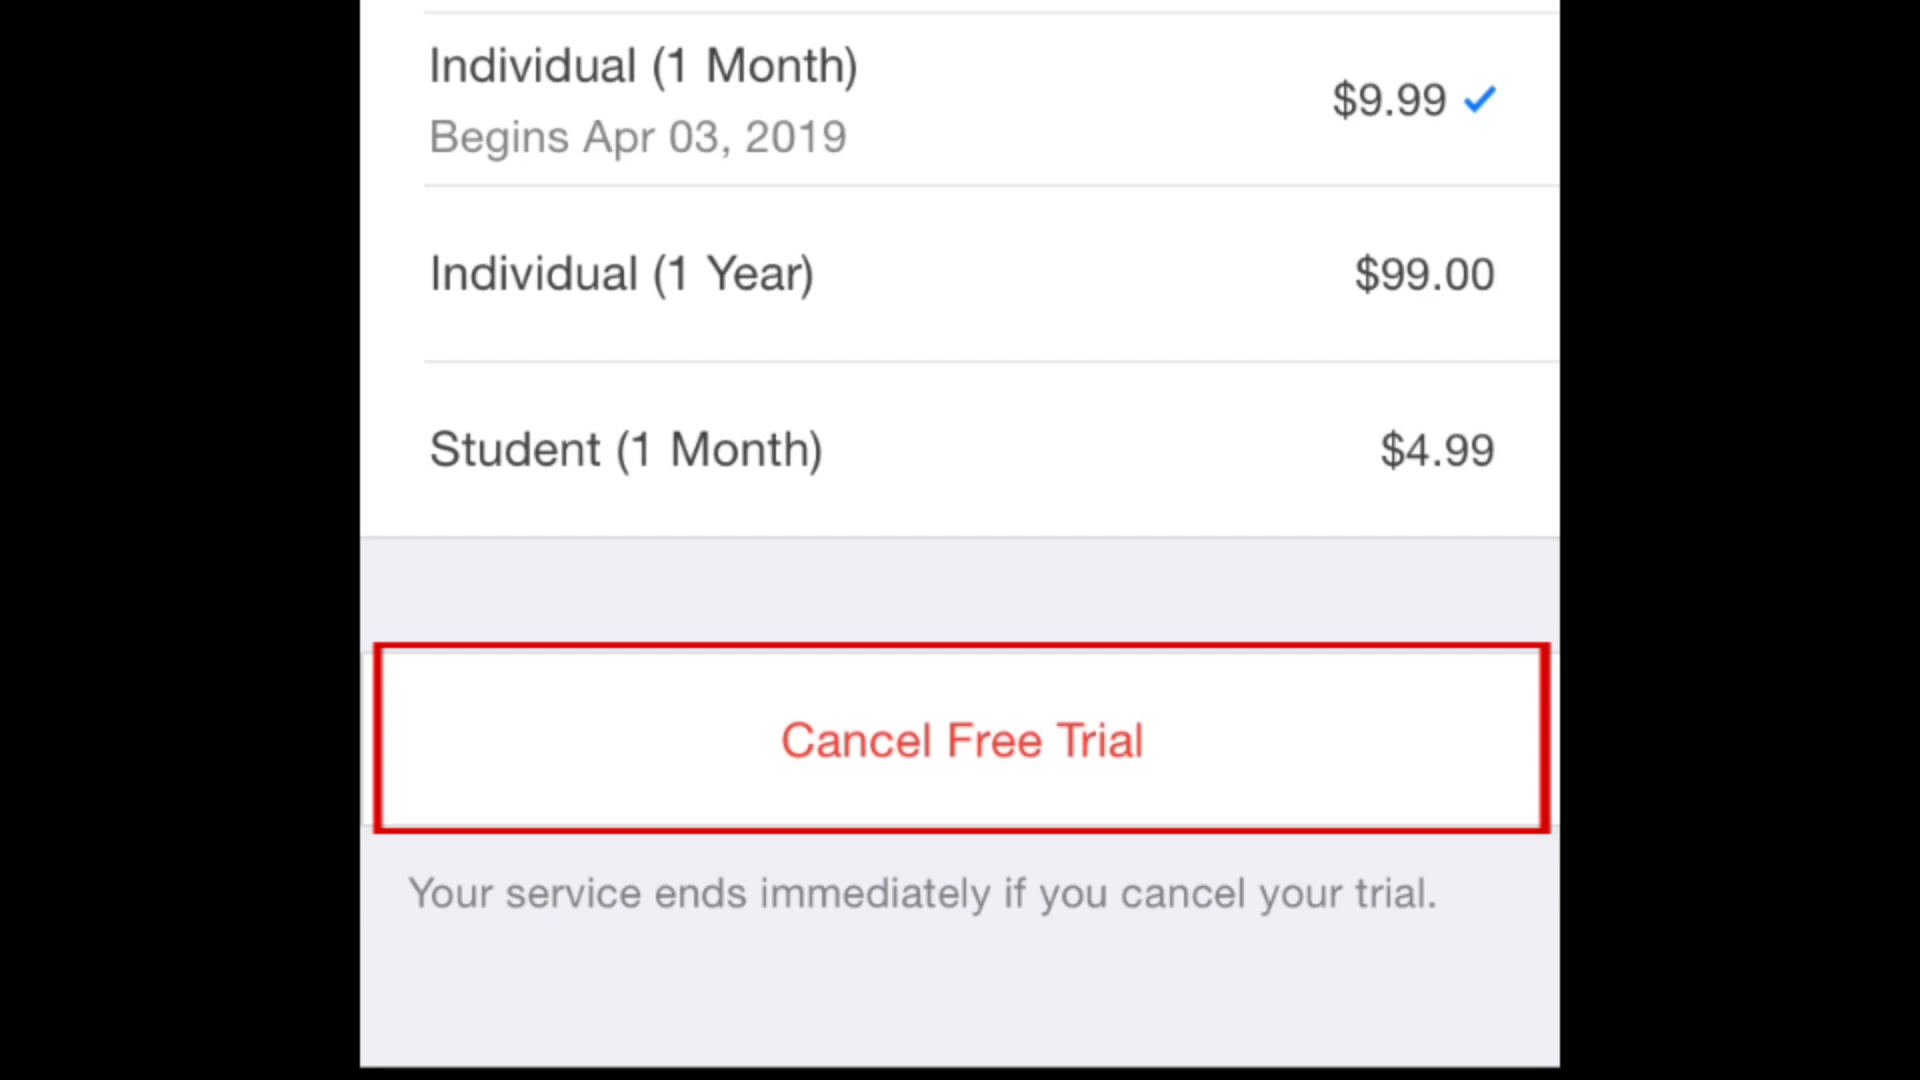 Individual (1 Month)
$9.99
Begins Apr 03, 2019
Individual (1 Year)
$99.00
Student (1 Month)
$4.99
Cancel Free Trial
Your service ends immediately if you cancel your trial.